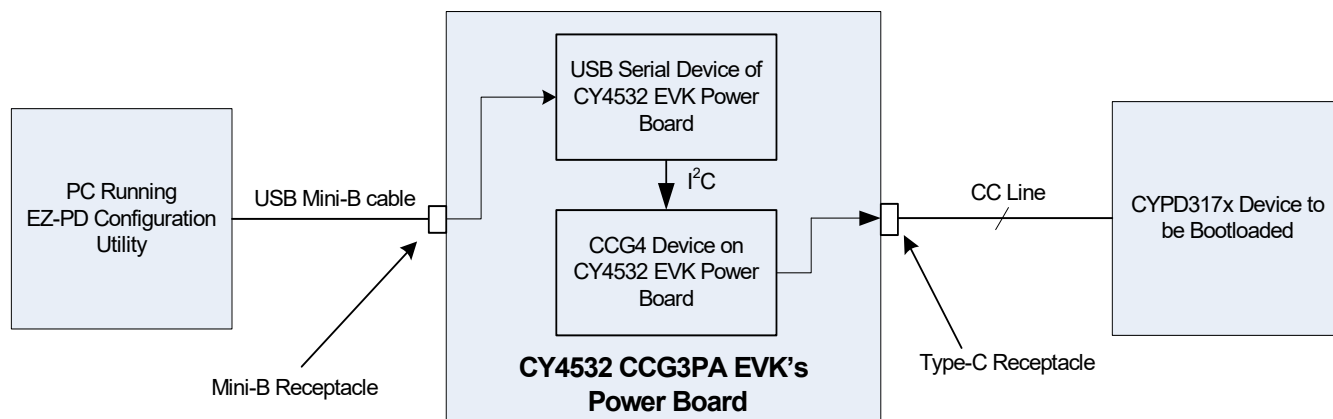 PC Running
EZ-PD Configuration
Utility
USB Mini-B cable
Mini-B Receptacle
USB Serial Device of
CY4532 EVK Power
Board
I²C
CCG4 Device on
CY4532 EVK Power
Board
CY4532 CCG3PA EVK's
Power Board
CC Line
Type-C Receptacle
CYPD317x Device to
be Bootloaded